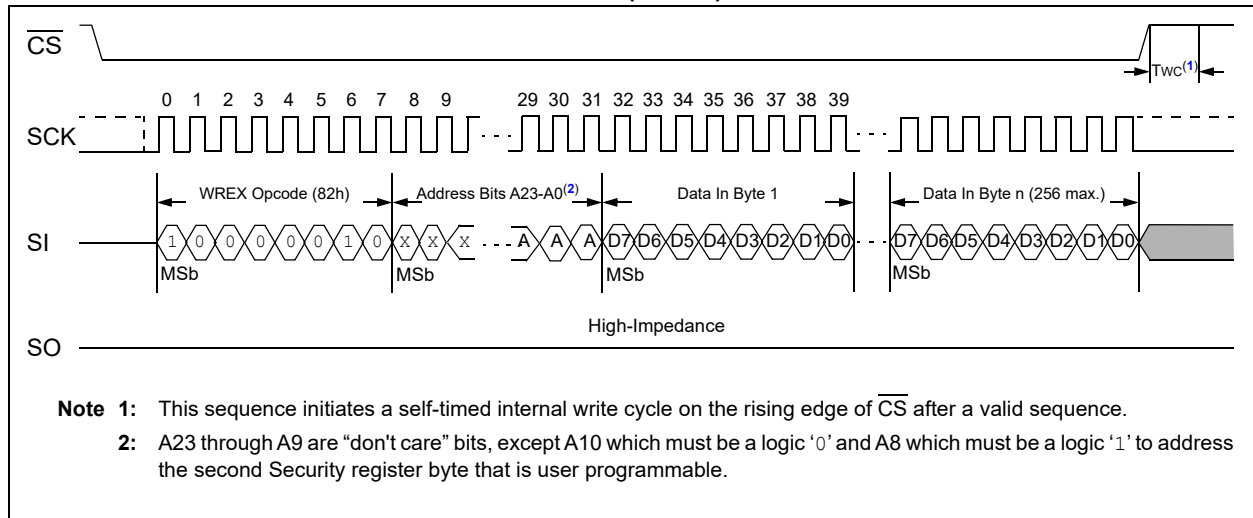 CS
Twc(1)
0 1 2 3 4 5 6 7 8 9 29 30 31 32 33 34 35 36 37 38 39
SCK
WREX Opcode (82h) Address Bits A23-A0(2) Data In Byte 1 Data In Byte n (256 max.)
SI 1 0 0 0 0 0 1 0 X X X A A A D7 D6 D5 D4 D3 D2 D1 D0 D7 D6 D5 D4 D3 D2 D1 D0
MSb MSb MSb MSb
High-Impedance
SO
Note 1: This sequence initiates a self-timed internal write cycle on the rising edge of CS after a valid sequence.
2: A23 through A9 are “don't care” bits, except A10 which must be a logic ‘0’ and A8 which must be a logic ‘1’ to address
the second Security register byte that is user programmable.